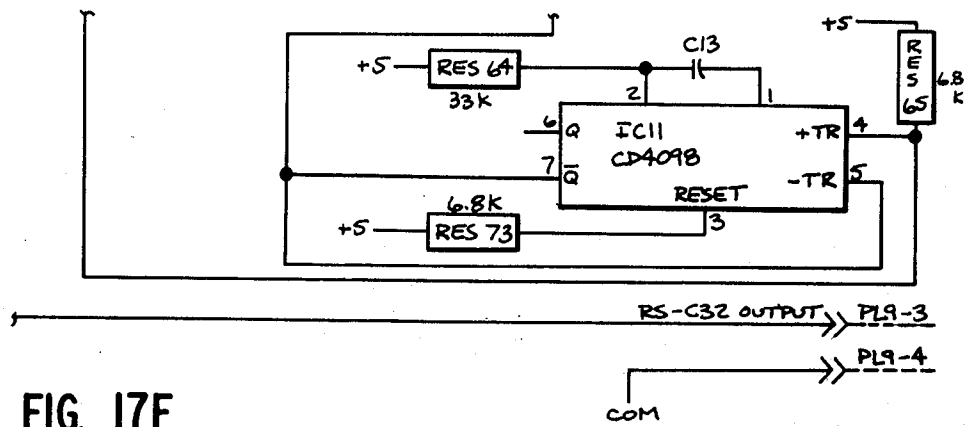 +5
RES 65
6.8 K
C13
+5
RES 64
33K
2
1
6
Q
IC11
+TR
4
CD4098
7
Q̅
-TR
5
RESET
6.8K
3
+5
RES 73
RS-C32 OUTPUT
PL9-3
PL9-4
COM
FIG. 17F